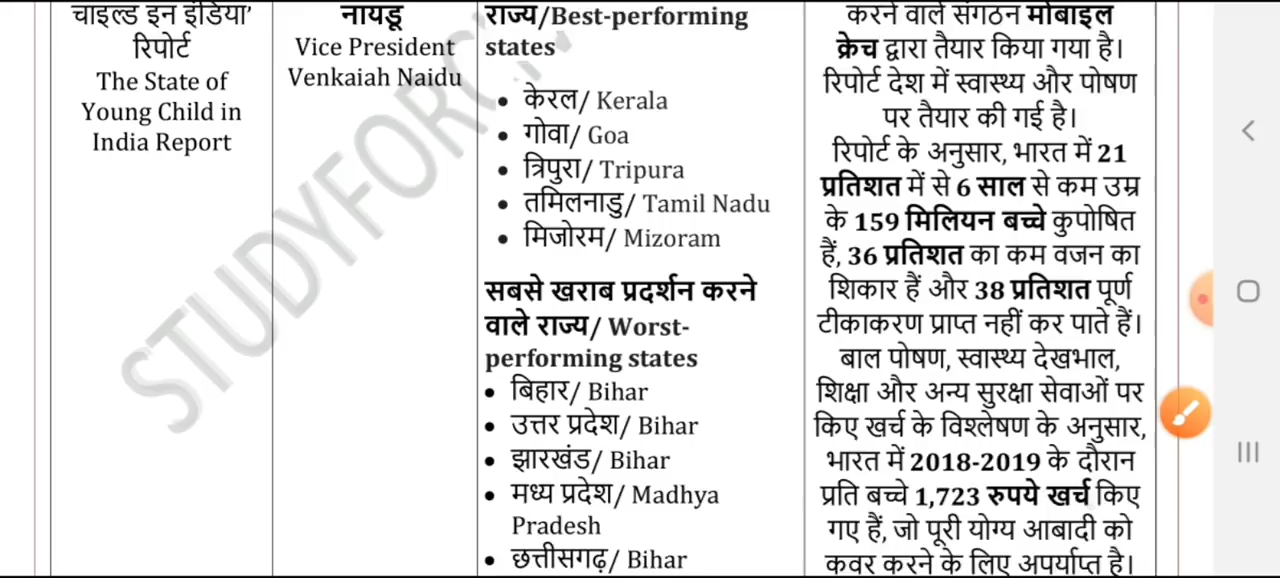 चाइल्ड इन इंडिया’
रिपोर्ट
The State of
Young Child in
India Report
नायडू
Vice President
Venkaiah Naidu
राज्य/Best-performing
states
• केरल/ Kerala
• गोवा/ Goa
• त्रिपुरा/ Tripura
• तमिलनाडु/ Tamil Nadu
• मिजोरम/ Mizoram
सबसे खराब प्रदर्शन करने
वाले राज्य/ Worst-
performing states
• बिहार/ Bihar
• उत्तर प्रदेश/ Bihar
• झारखंड/ Bihar
• मध्य प्रदेश/ Madhya
Pradesh
• छत्तीसगढ़/ Bihar
करने वाले संगठन मोबाइल
क्रेच द्वारा तैयार किया गया है।
रिपोर्ट देश में स्वास्थ्य और पोषण
पर तैयार की गई है।
रिपोर्ट के अनुसार, भारत में 21
प्रतिशत में से 6 साल से कम उम्र
के 159 मिलियन बच्चे कुपोषित
हैं, 36 प्रतिशत का कम वजन का
शिकार हैं और 38 प्रतिशत पूर्ण
टीकाकरण प्राप्त नहीं कर पाते हैं।
बाल पोषण, स्वास्थ्य देखभाल,
शिक्षा और अन्य सुरक्षा सेवाओं पर
किए खर्च के विश्लेषण के अनुसार,
भारत में 2018-2019 के दौरान
प्रति बच्चे 1,723 रुपये खर्च किए
गए हैं, जो पूरी योग्य आबादी को
कवर करने के लिए अपर्याप्त है।
STUDYFORC